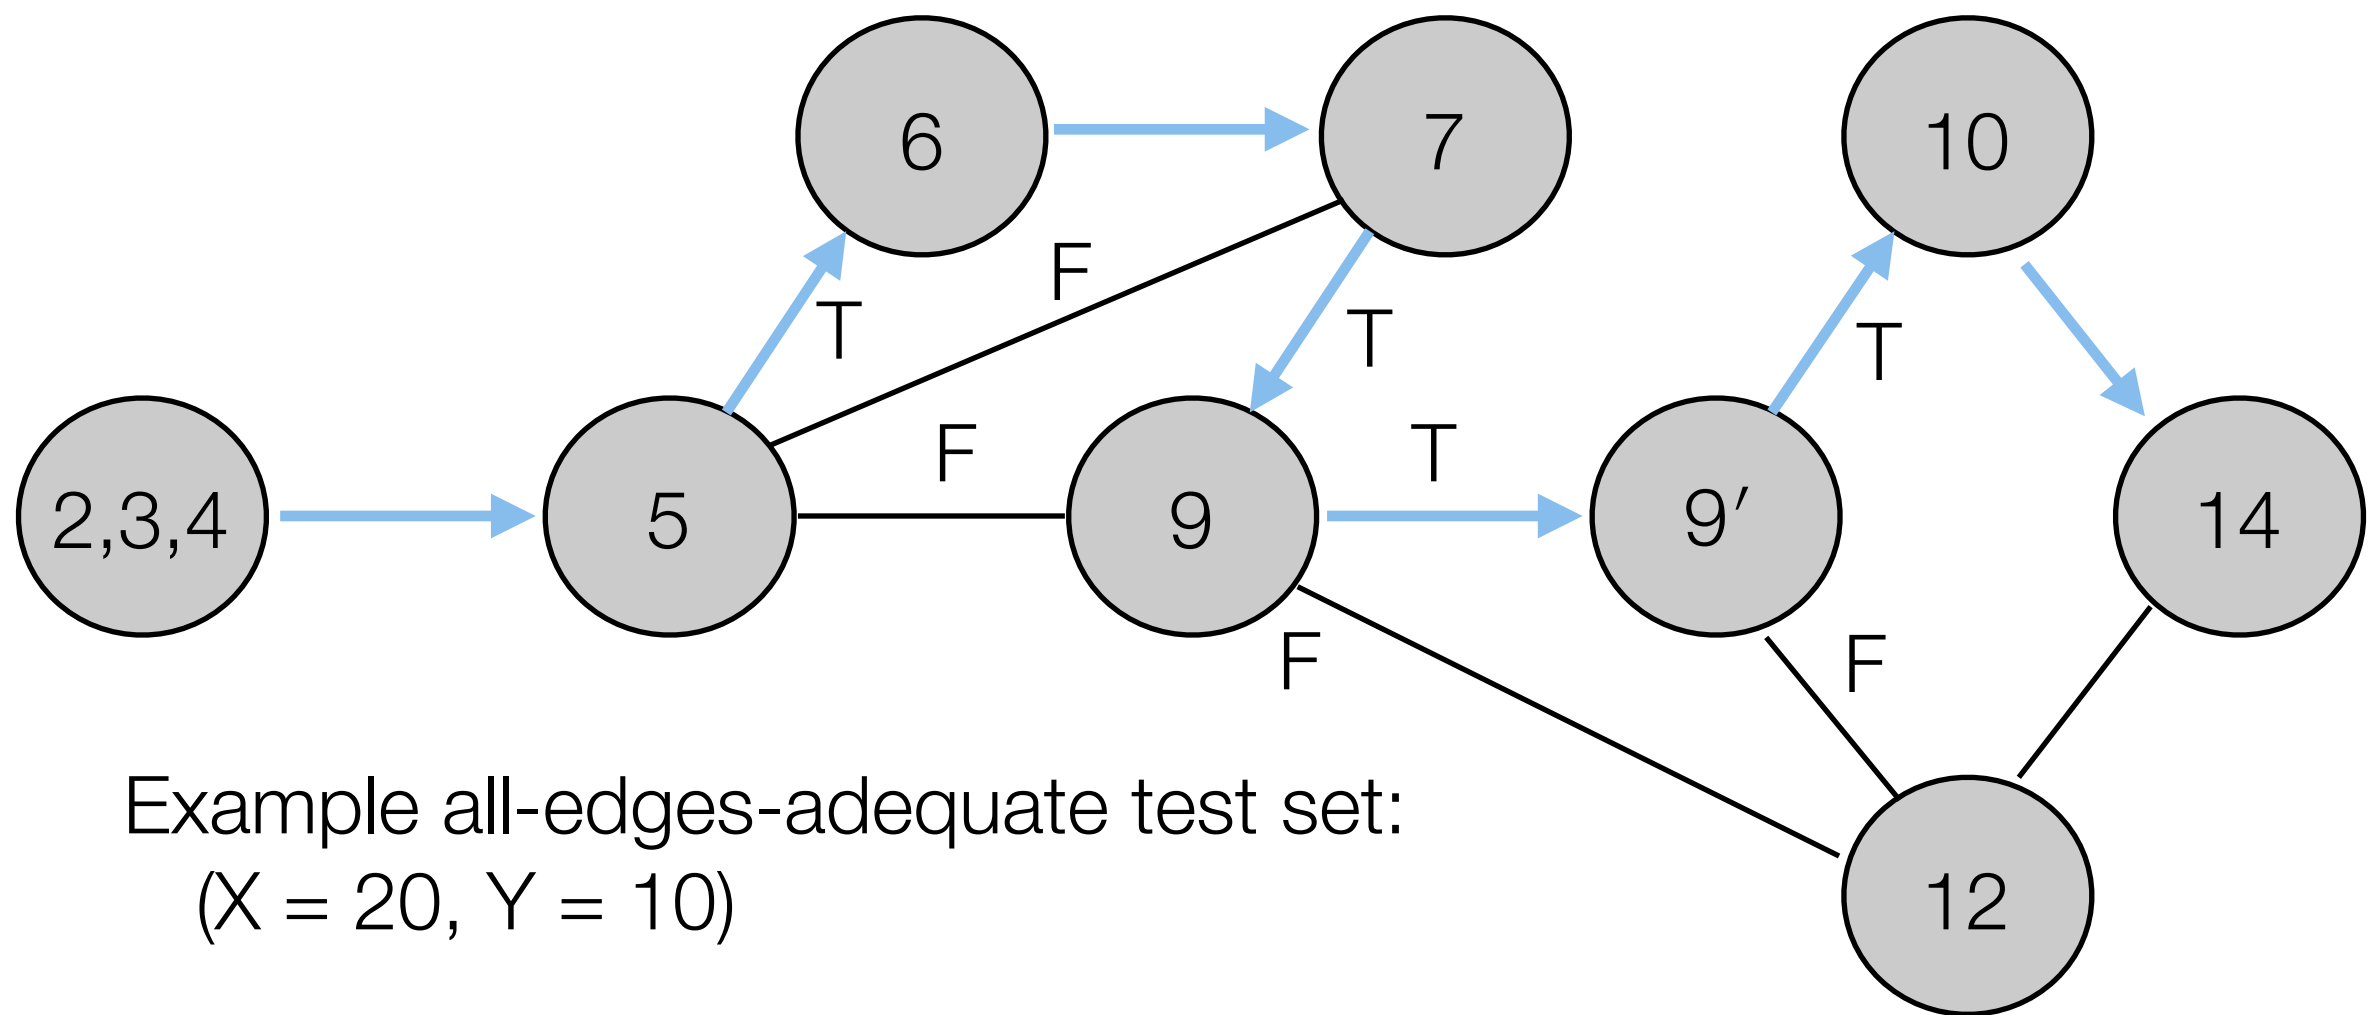 6
7
10
F
T
T
T
2,3,4
5
F
9
T
9′
14
F
F
Example all-edges-adequate test set:
(X = 20, Y = 10)
12